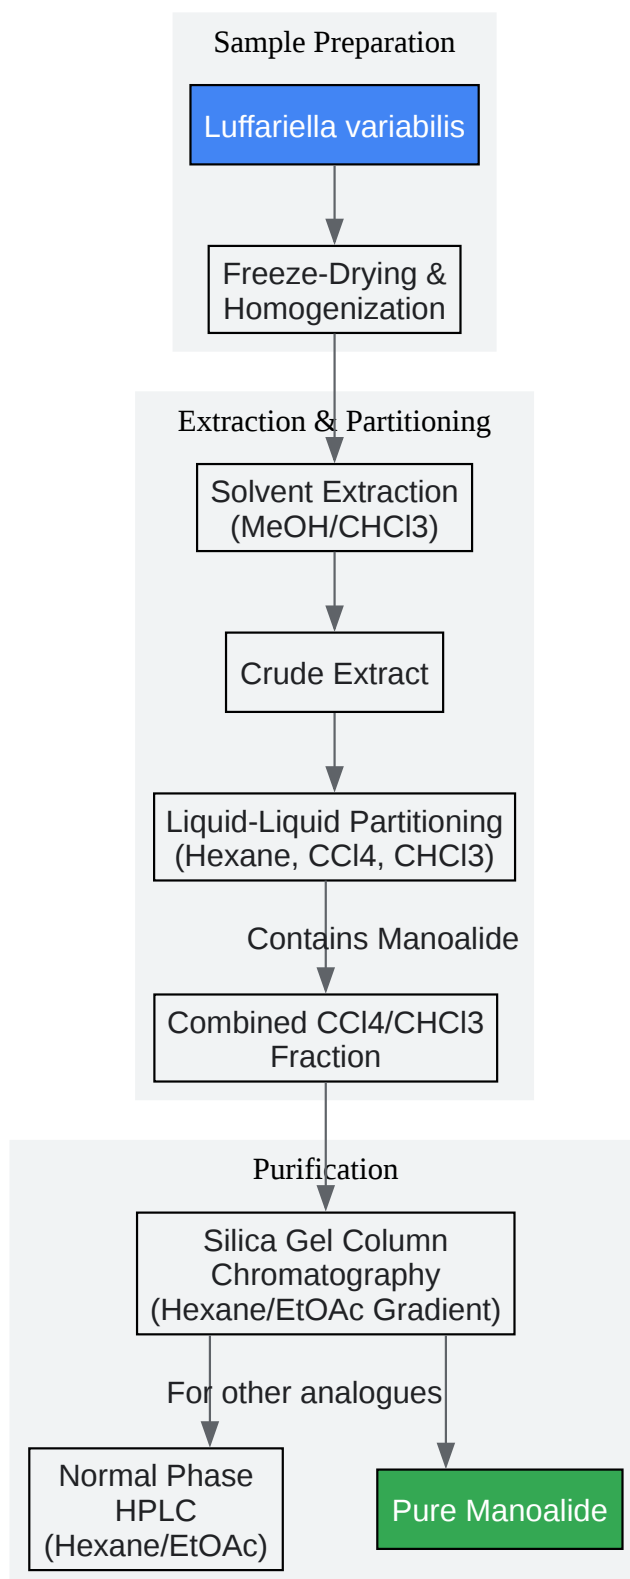 Sample Preparation
Luffariella variabilis
Freeze-Drying &
Homogenization
Extraction & Partitioning
Solvent Extraction
(MeOH/CHCl3)
Crude Extract
Liquid-Liquid Partitioning
(Hexane, CCl4, CHCl3)
Contains Manoalide
Combined CCl4/CHCl3
Fraction
Purification
Silica Gel Column
Chromatography
(Hexane/EtOAc Gradient)
For other analogues
Normal Phase
HPLC
(Hexane/EtOAc)
Pure Manoalide